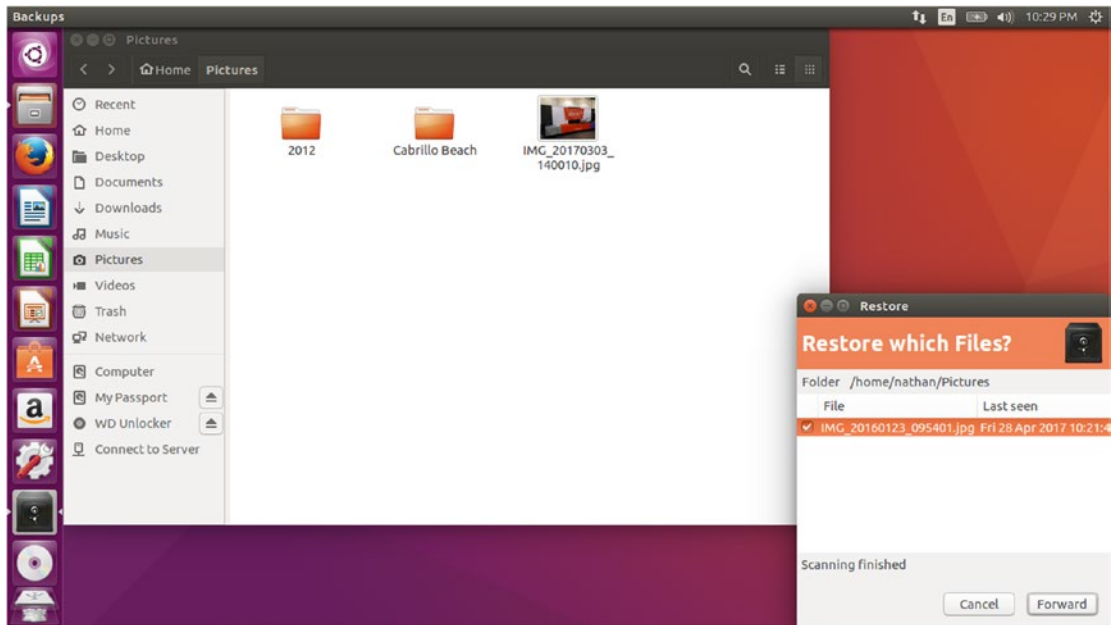 Backups
En
10:29 PM
Pictures
Home Pictures
Recent
Home
Desktop
Documents
Downloads
Music
Pictures
Videos
Trash
Network
Computer
My Passport
WD Unlocker
Connect to Server
2012
Cabrillo Beach
IMG_20170303_
140010.jpg
Restore
Restore which Files?
Folder /home/nathan/Pictures
File Last seen
IMG_20160123_095401.jpg Fri 28 Apr 2017 10:21:4
Scanning finished
Cancel Forward
A
a